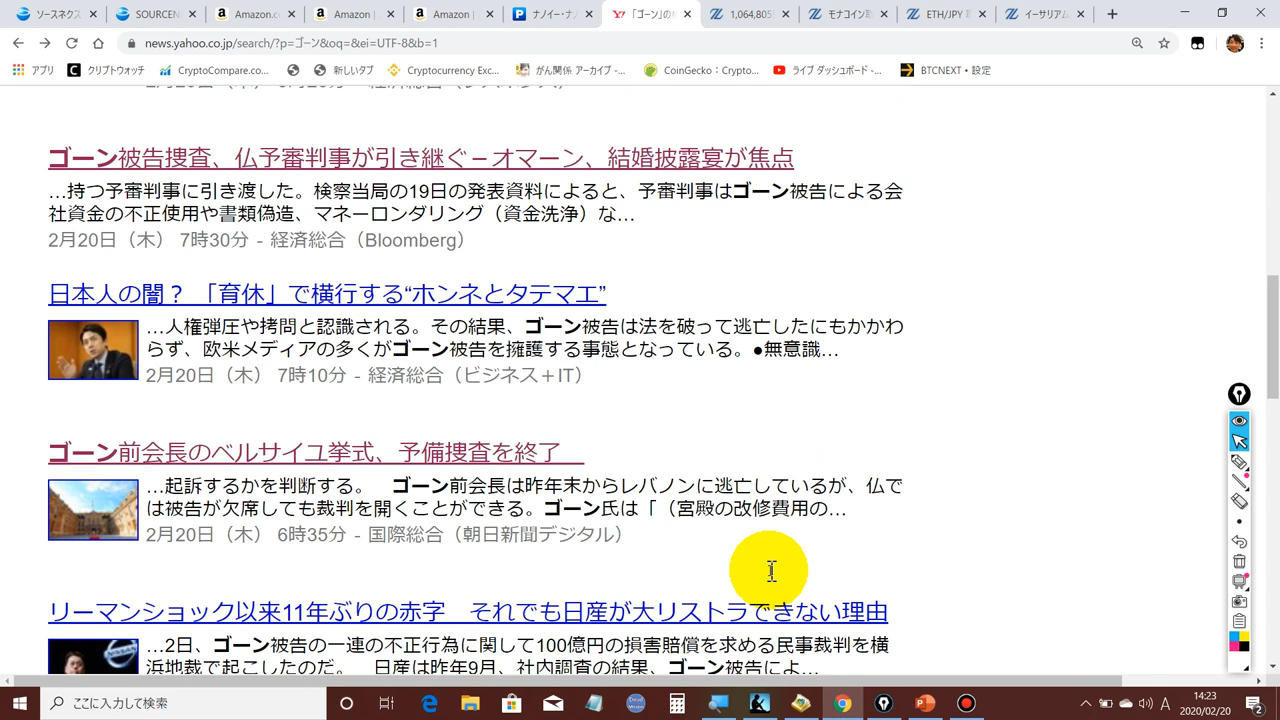 ソースネクス
SOURCEN
Amazon.c
Amazon |
Amazon |
ナノイー・ナノ
「ゴーン」の
1,064,805
モナコイン 取
ETH/JPY
イーサリアム
news.yahoo.co.jp/search/?p=ゴーン&oq=&ei=UTF-8&b=1
アプリ
クリプトウォッチ
CryptoCompare.co...
新しいタブ
Cryptocurrency Exc...
がん関係 アーカイブ -...
CoinGecko: Crypto...
ライブ ダッシュボード -...
BTCNEXT・設定
ゴーン被告捜査、仏予審判事が引き継ぐ－オマーン、結婚披露宴が焦点
...持つ予審判事に引き渡した。検察当局の19日の発表資料によると、予審判事はゴーン被告による会
社資金の不正使用や書類偽造、マネーロンダリング（資金洗浄）な...
2月20日（木） 7時30分 - 経済総合（Bloomberg）
日本人の闇？ 「育休」で横行する“ホンネとタテマエ”
...人権弾圧や拷問と認識される。その結果、ゴーン被告は法を破って逃亡したにもかかわ
らず、欧米メディアの多くがゴーン被告を擁護する事態となっている。●無意識...
2月20日（木） 7時10分 - 経済総合（ビジネス＋IT）
ゴーン前会長のベルサイユ挙式、予備捜査を終了
...起訴するかを判断する。 ゴーン前会長は昨年末からレバノンに逃亡しているが、仏で
は被告が欠席しても裁判を開くことができる。ゴーン氏は「（宮殿の改修費用の...
2月20日（木） 6時35分 - 国際総合（朝日新聞デジタル）
リーマンショック以来11年ぶりの赤字 それでも日産が大リストラできない理由
...2日、ゴーン被告の一連の不正行為に関して100億円の損害賠償を求める民事裁判を横
浜地裁で起こしたのだ。 日産は昨年9月、社内調査の結果、ゴーン被告によ...
ここに入力して検索
A
14:23
2020/02/20
2